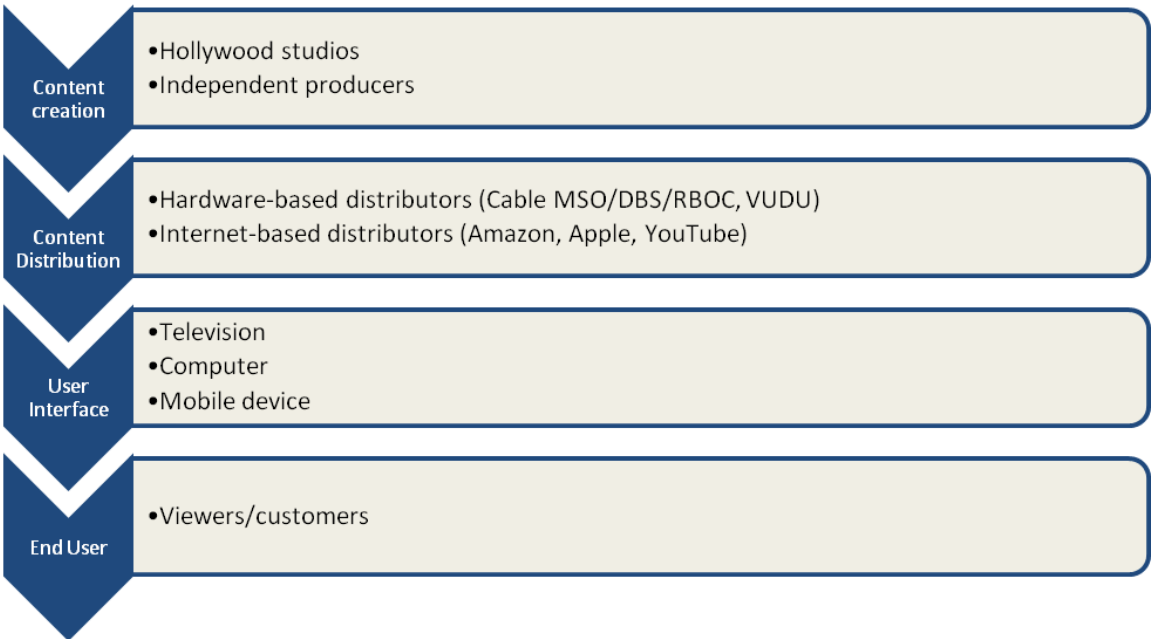 Content
creation
•Hollywood studios
•Independent producers
Content
Distribution
•Hardware-based distributors (Cable MSO/DBS/RBOC, VUDU)
•Internet-based distributors (Amazon, Apple, YouTube)
User
Interface
•Television
•Computer
•Mobile device
End User
•Viewers/customers